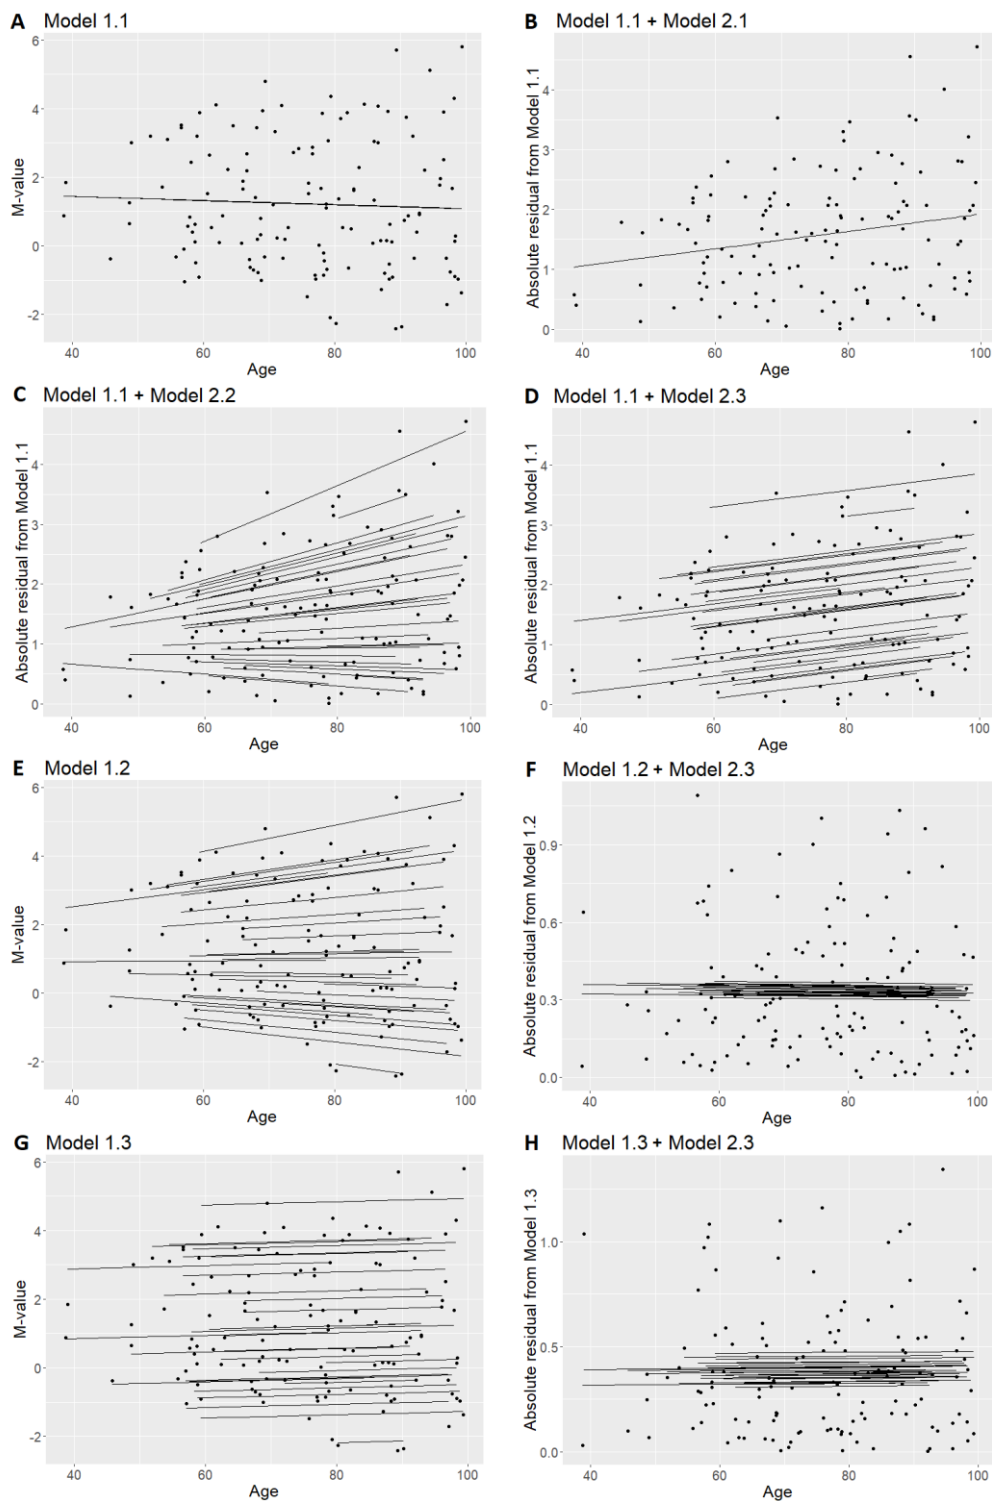 A Model 1.1
M-value
6
4
2
0
-2
40 60 80 100
Age
B Model 1.1 + Model 2.1
Absolute residual from Model 1.1
4
3
2
1
0
40 60 80 100
Age
C Model 1.1 + Model 2.2
Absolute residual from Model 1.1
4
3
2
1
0
40 60 80 100
Age
D Model 1.1 + Model 2.3
Absolute residual from Model 1.1
4
3
2
1
0
40 60 80 100
Age
E Model 1.2
M-value
6
4
2
0
-2
40 60 80 100
Age
F Model 1.2 + Model 2.3
Absolute residual from Model 1.2
0.9
0.6
0.3
0.0
40 60 80 100
Age
G Model 1.3
M-value
6
4
2
0
-2
40 60 80 100
Age
H Model 1.3 + Model 2.3
Absolute residual from Model 1.3
1.0
0.5
0.0
40 60 80 100
Age